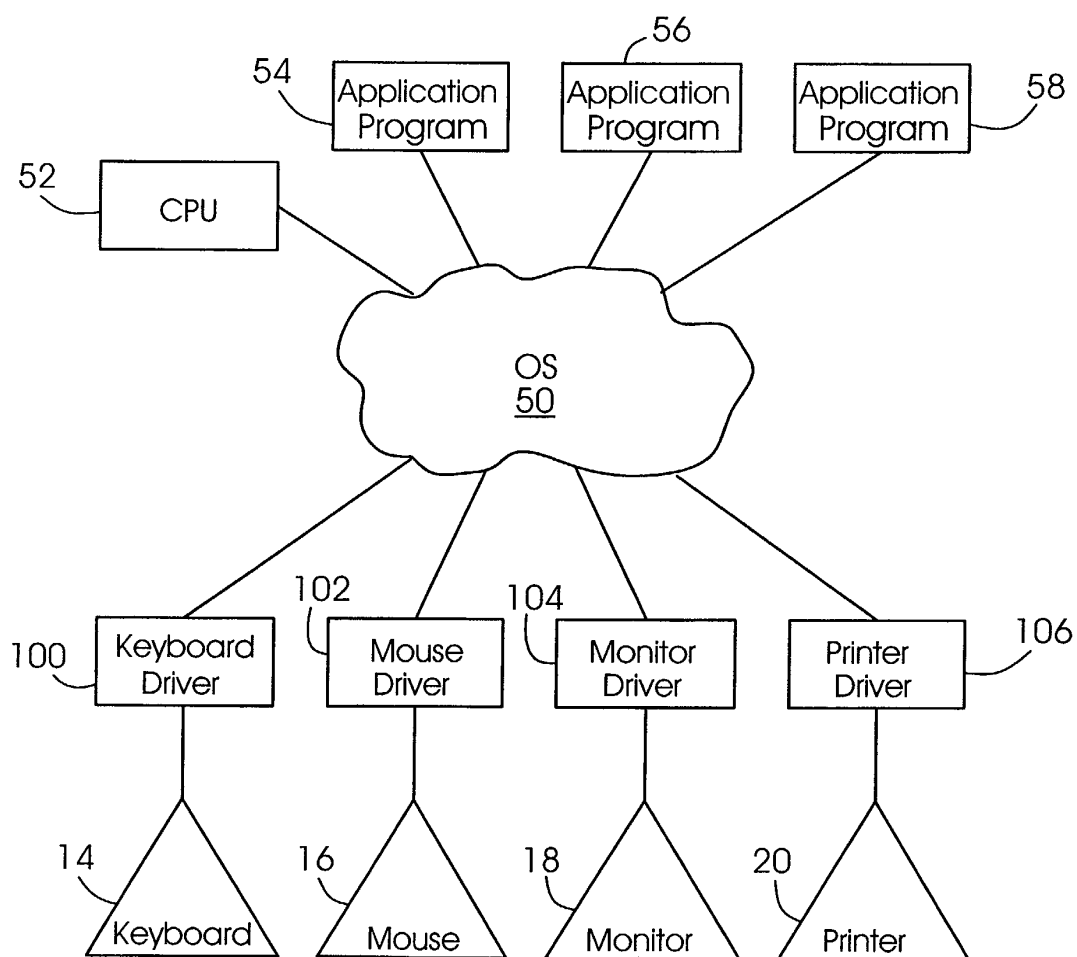 56
54
Application
Program
Application
Program
Application
Program
58
52
CPU
OS
50
100
Keyboard
Driver
102
Mouse
Driver
104
Monitor
Driver
Printer
Driver
106
14
Keyboard
16
Mouse
18
Monitor
20
Printer